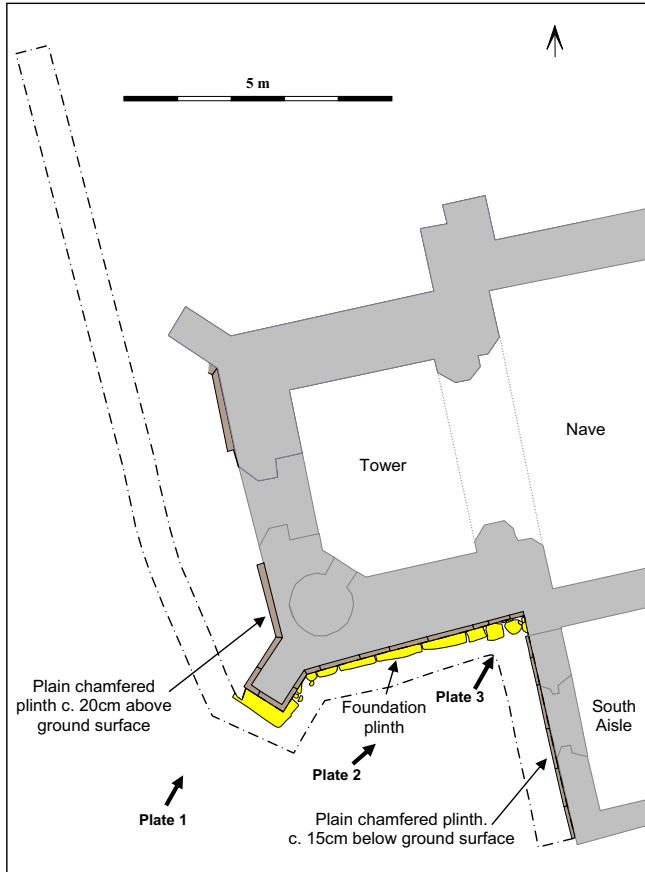 5 m
Nave
Tower
Plain chamfered
plinth c. 20cm above
ground surface
Foundation
plinth
Plate 3
South
Aisle
Plate 2
Plate 1
Plain chamfered plinth.
c. 15cm below ground surface